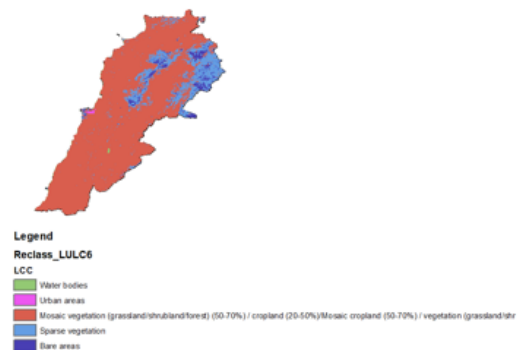 Legend
Reclass_LULC6
LCC
Water bodies
Urban areas
Mosaic vegetation (grassland/shrubland/forest) (50-70%) / cropland (20-50%)/Mosaic cropland (50-70%) / vegetation (grassland/shr
Sparse vegetation
Bare areas